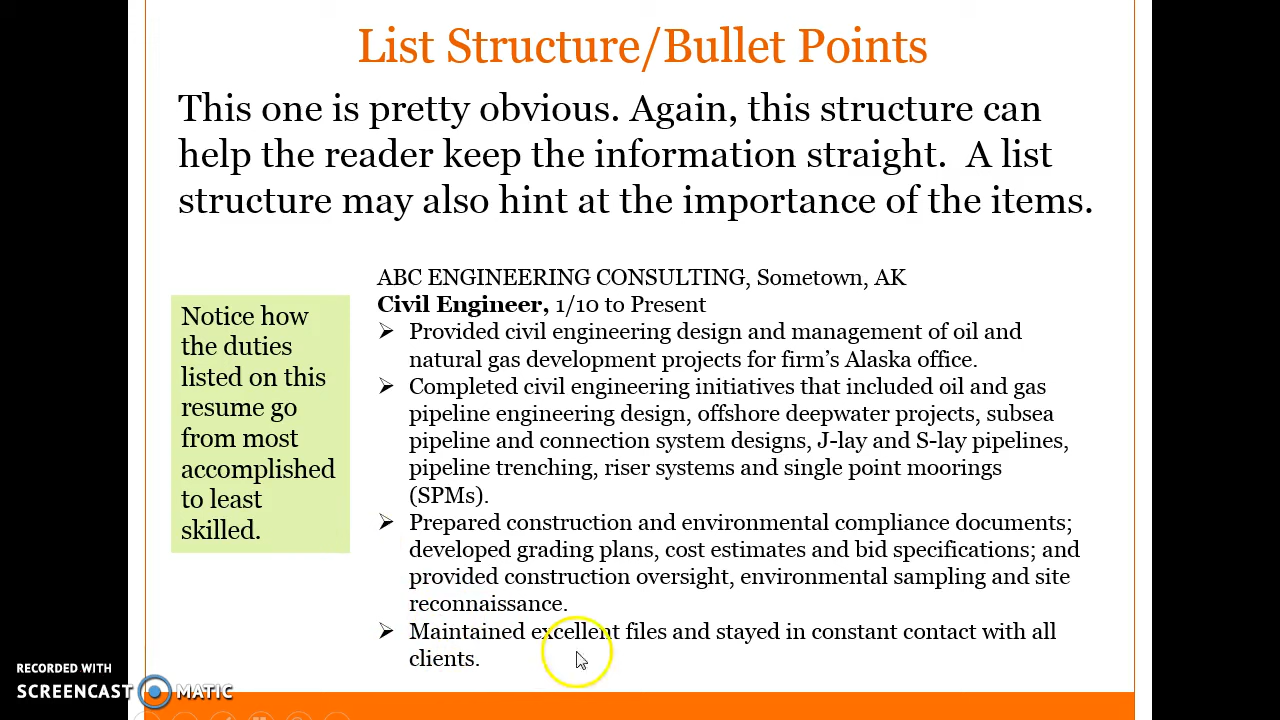 List Structure/Bullet Points
This one is pretty obvious. Again, this structure can
help the reader keep the information straight.  A list
structure may also hint at the importance of the items.
Notice how
the duties
listed on this
resume go
from most
accomplished
to least
skilled.
ABC ENGINEERING CONSULTING, Sometown, AK
Civil Engineer, 1/10 to Present
➢ Provided civil engineering design and management of oil and
natural gas development projects for firm's Alaska office.
➢ Completed civil engineering initiatives that included oil and gas
pipeline engineering design, offshore deepwater projects, subsea
pipeline and connection system designs, J-lay and S-lay pipelines,
pipeline trenching, riser systems and single point moorings
(SPMs).
➢ Prepared construction and environmental compliance documents;
developed grading plans, cost estimates and bid specifications; and
provided construction oversight, environmental sampling and site
reconnaissance.
➢ Maintained excellent files and stayed in constant contact with all
clients.
RECORDED WITH
SCREENCAST MATIC